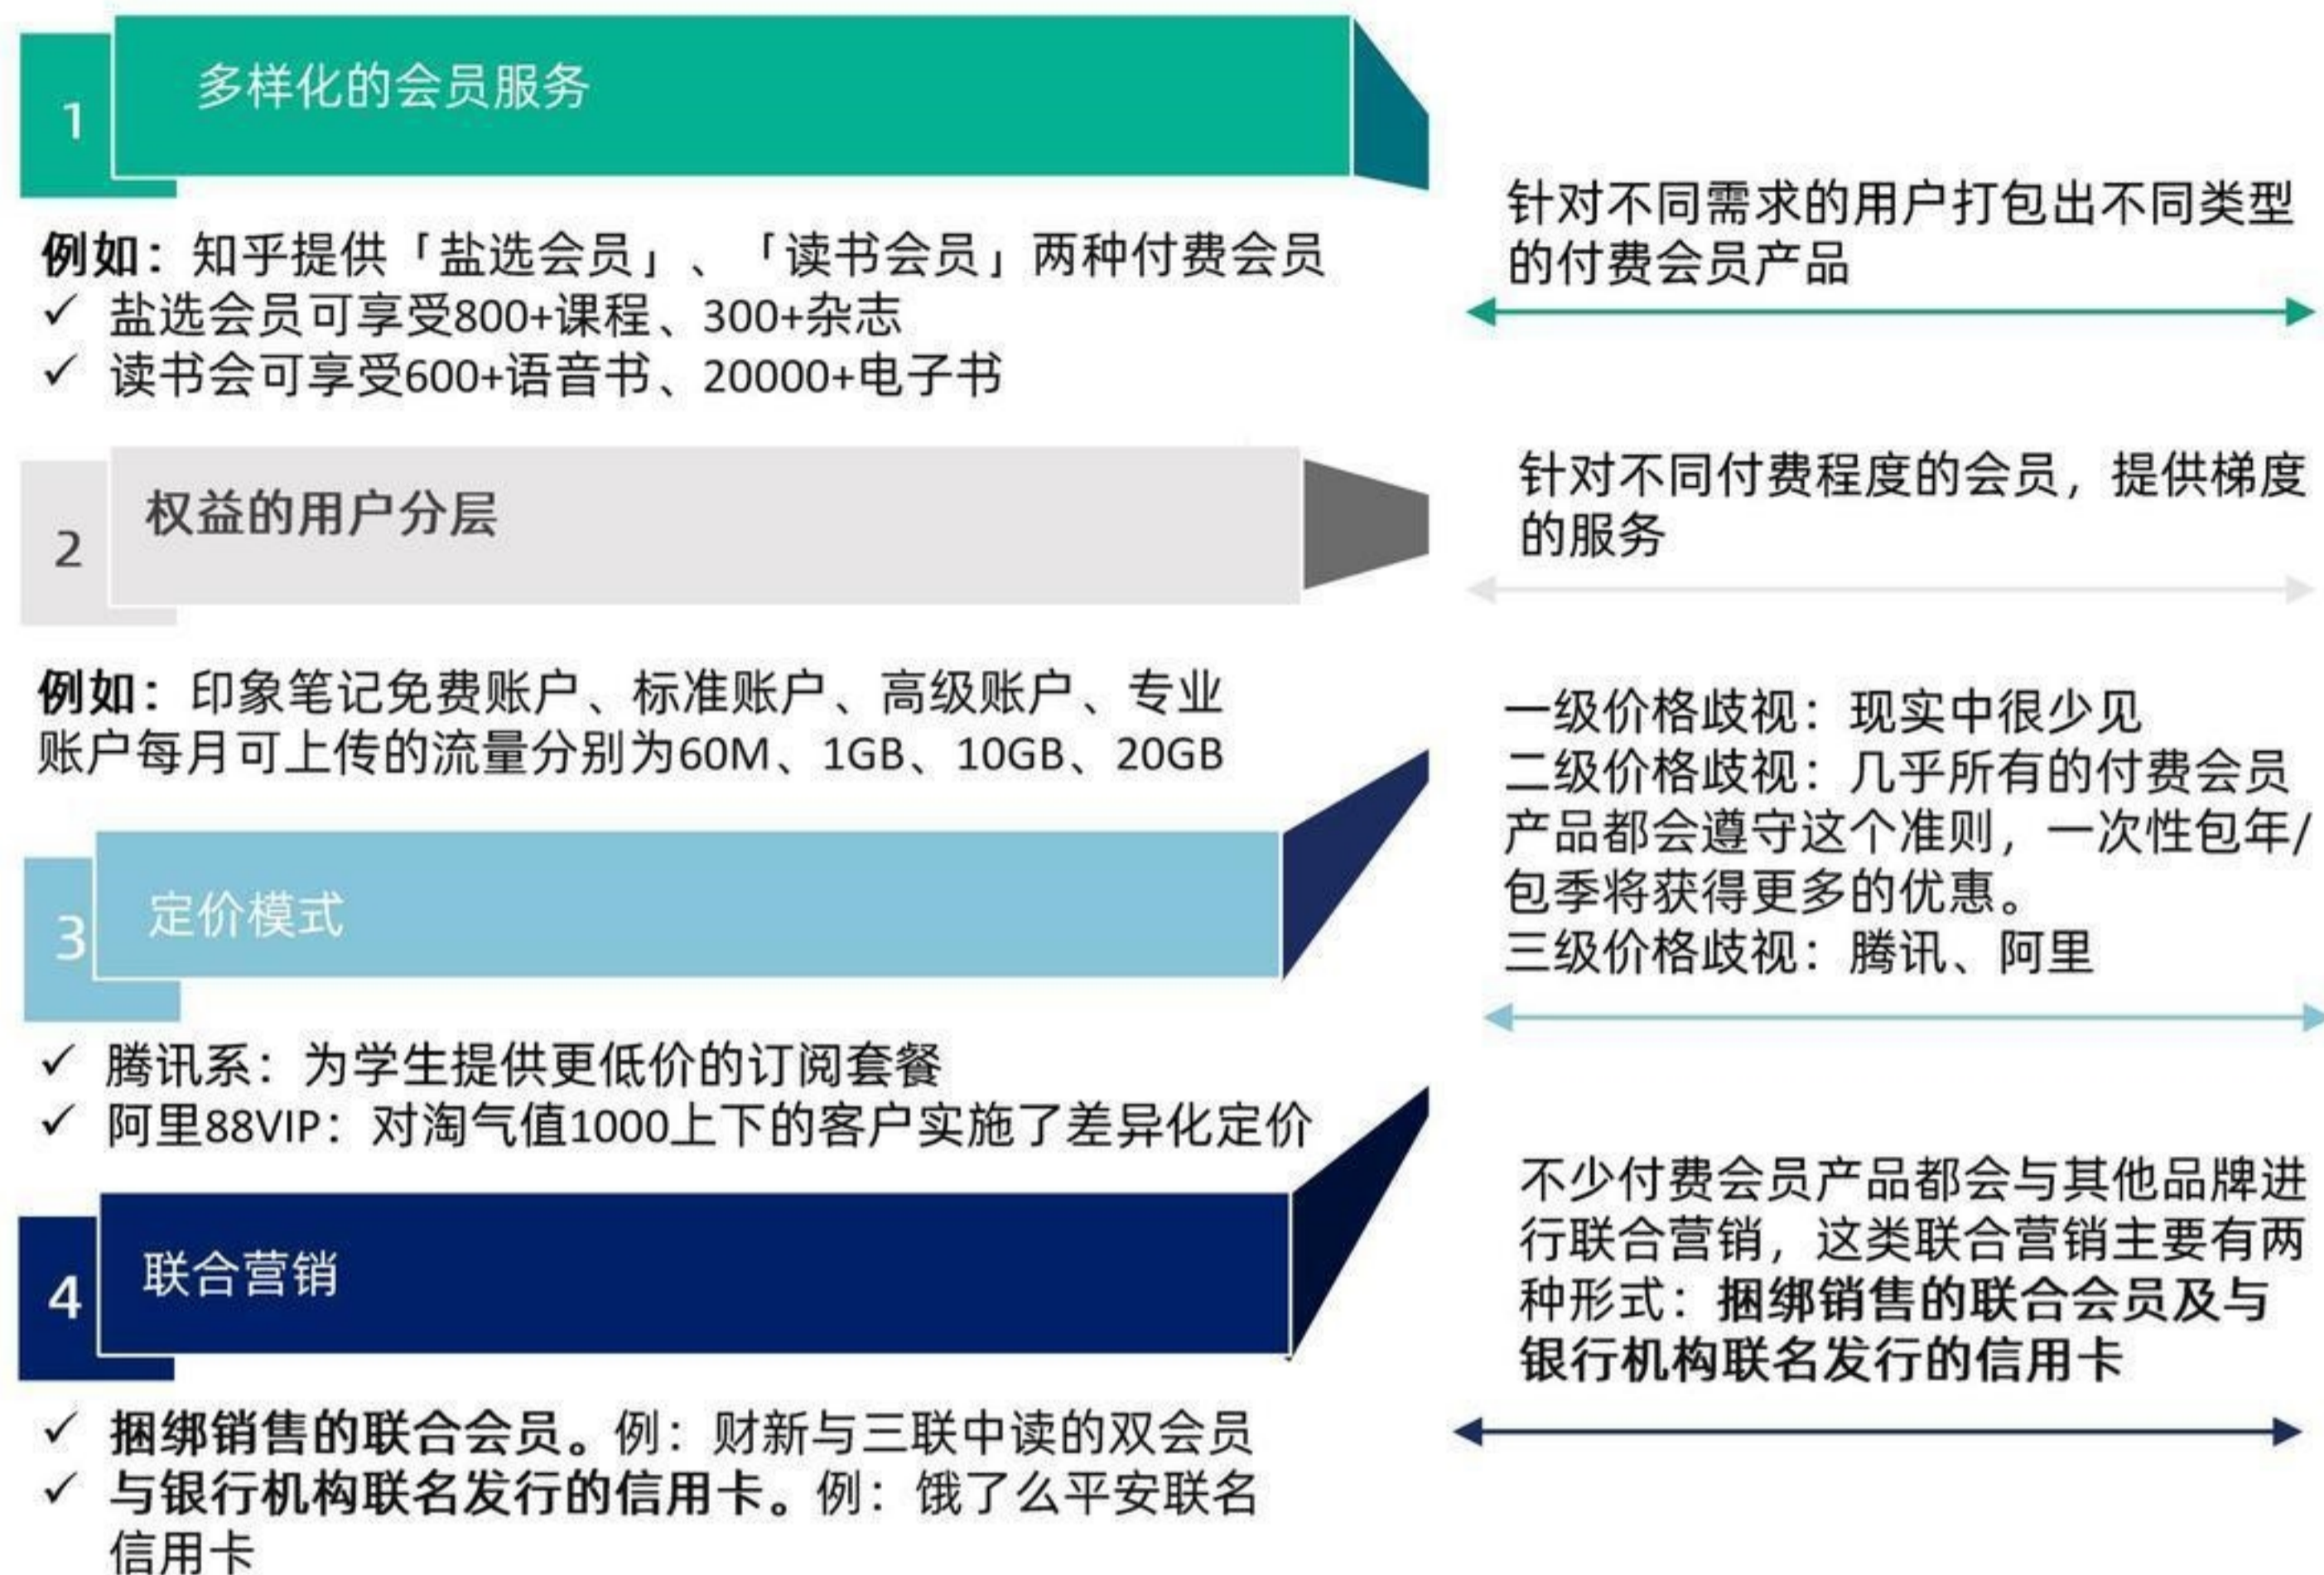 1
多样化的会员服务
例如：知乎提供「盐选会员」、「读书会员」两种付费会员
✓ 盐选会员可享受800+课程、300+杂志
✓ 读书会可享受600+语音书、20000+电子书
针对不同需求的用户打包出不同类型
的付费会员产品
2
权益的用户分层
针对不同付费程度的会员，提供梯度
的服务
例如：印象笔记免费账户、标准账户、高级账户、专业
账户每月可上传的流量分别为60M、1GB、10GB、20GB
3
定价模式
一级价格歧视：现实中很少见
二级价格歧视：几乎所有的付费会员
产品都会遵守这个准则，一次性包年/
包季将获得更多的优惠。
三级价格歧视：腾讯、阿里
✓ 腾讯系：为学生提供更低价的订阅套餐
✓ 阿里88VIP：对淘气值1000上下的客户实施了差异化定价
4
联合营销
不少付费会员产品都会与其他品牌进
行联合营销，这类联合营销主要有两
种形式：捆绑销售的联合会员及与
银行机构联名发行的信用卡
✓ 捆绑销售的联合会员。例：财新与三联中读的双会员
✓ 与银行机构联名发行的信用卡。例：饿了么平安联名
信用卡